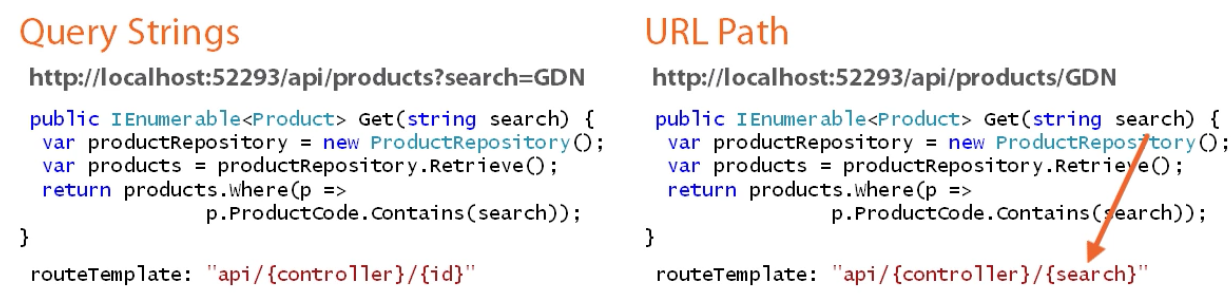 Query Strings
http://localhost:52293/api/products?search=GDN
public IEnumerable<Product> Get(string search) {
var productRepository = new ProductRepository();
var products = productRepository.Retrieve();
return products.Where(p =>
p.ProductCode.Contains(search));
}
routeTemplate: "api/{controller}/{id}"
URL Path
http://localhost:52293/api/products/GDN
public IEnumerable<Product> Get(string search) {
var productRepository = new ProductRepository();
var products = productRepository.Retrieve();
return products.Where(p =>
p.ProductCode.Contains(search));
}
routeTemplate: "api/{controller}/{search}"